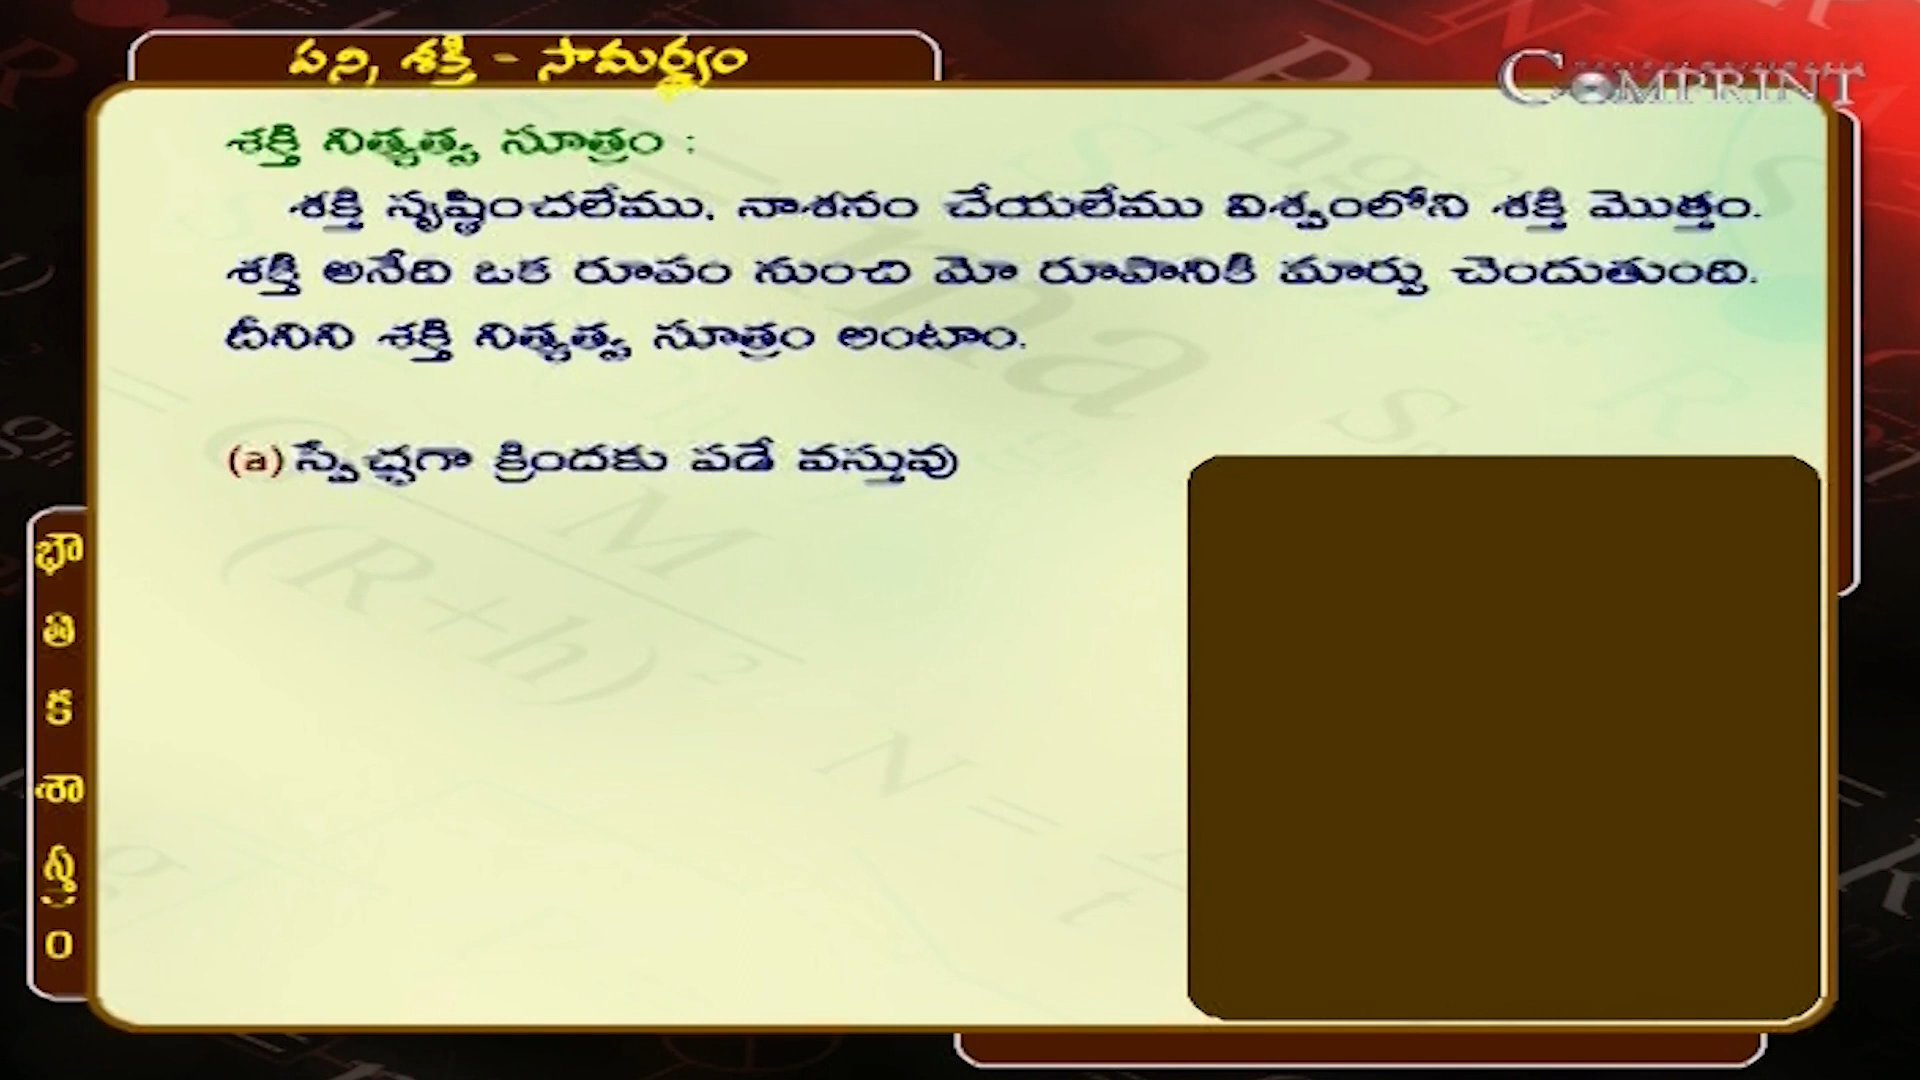 పని, శక్తి - సామర్థ్యం
COMPRINT
శక్తి నిత్యత్వ సూత్రం :
శక్తి సృష్టించలేము, నాశనం చేయలేము విశ్వంలోని శక్తి మొత్తం.
శక్తి అనేది ఒక రూపం నుంచి మో రూపానికి మార్పు చెందుతుంది.
దీనిని శక్తి నిత్యత్వ సూత్రం అంటాం.
(a) స్వేచ్ఛగా క్రిందకు పడే వస్తువు
భౌతికశాస్త్రం